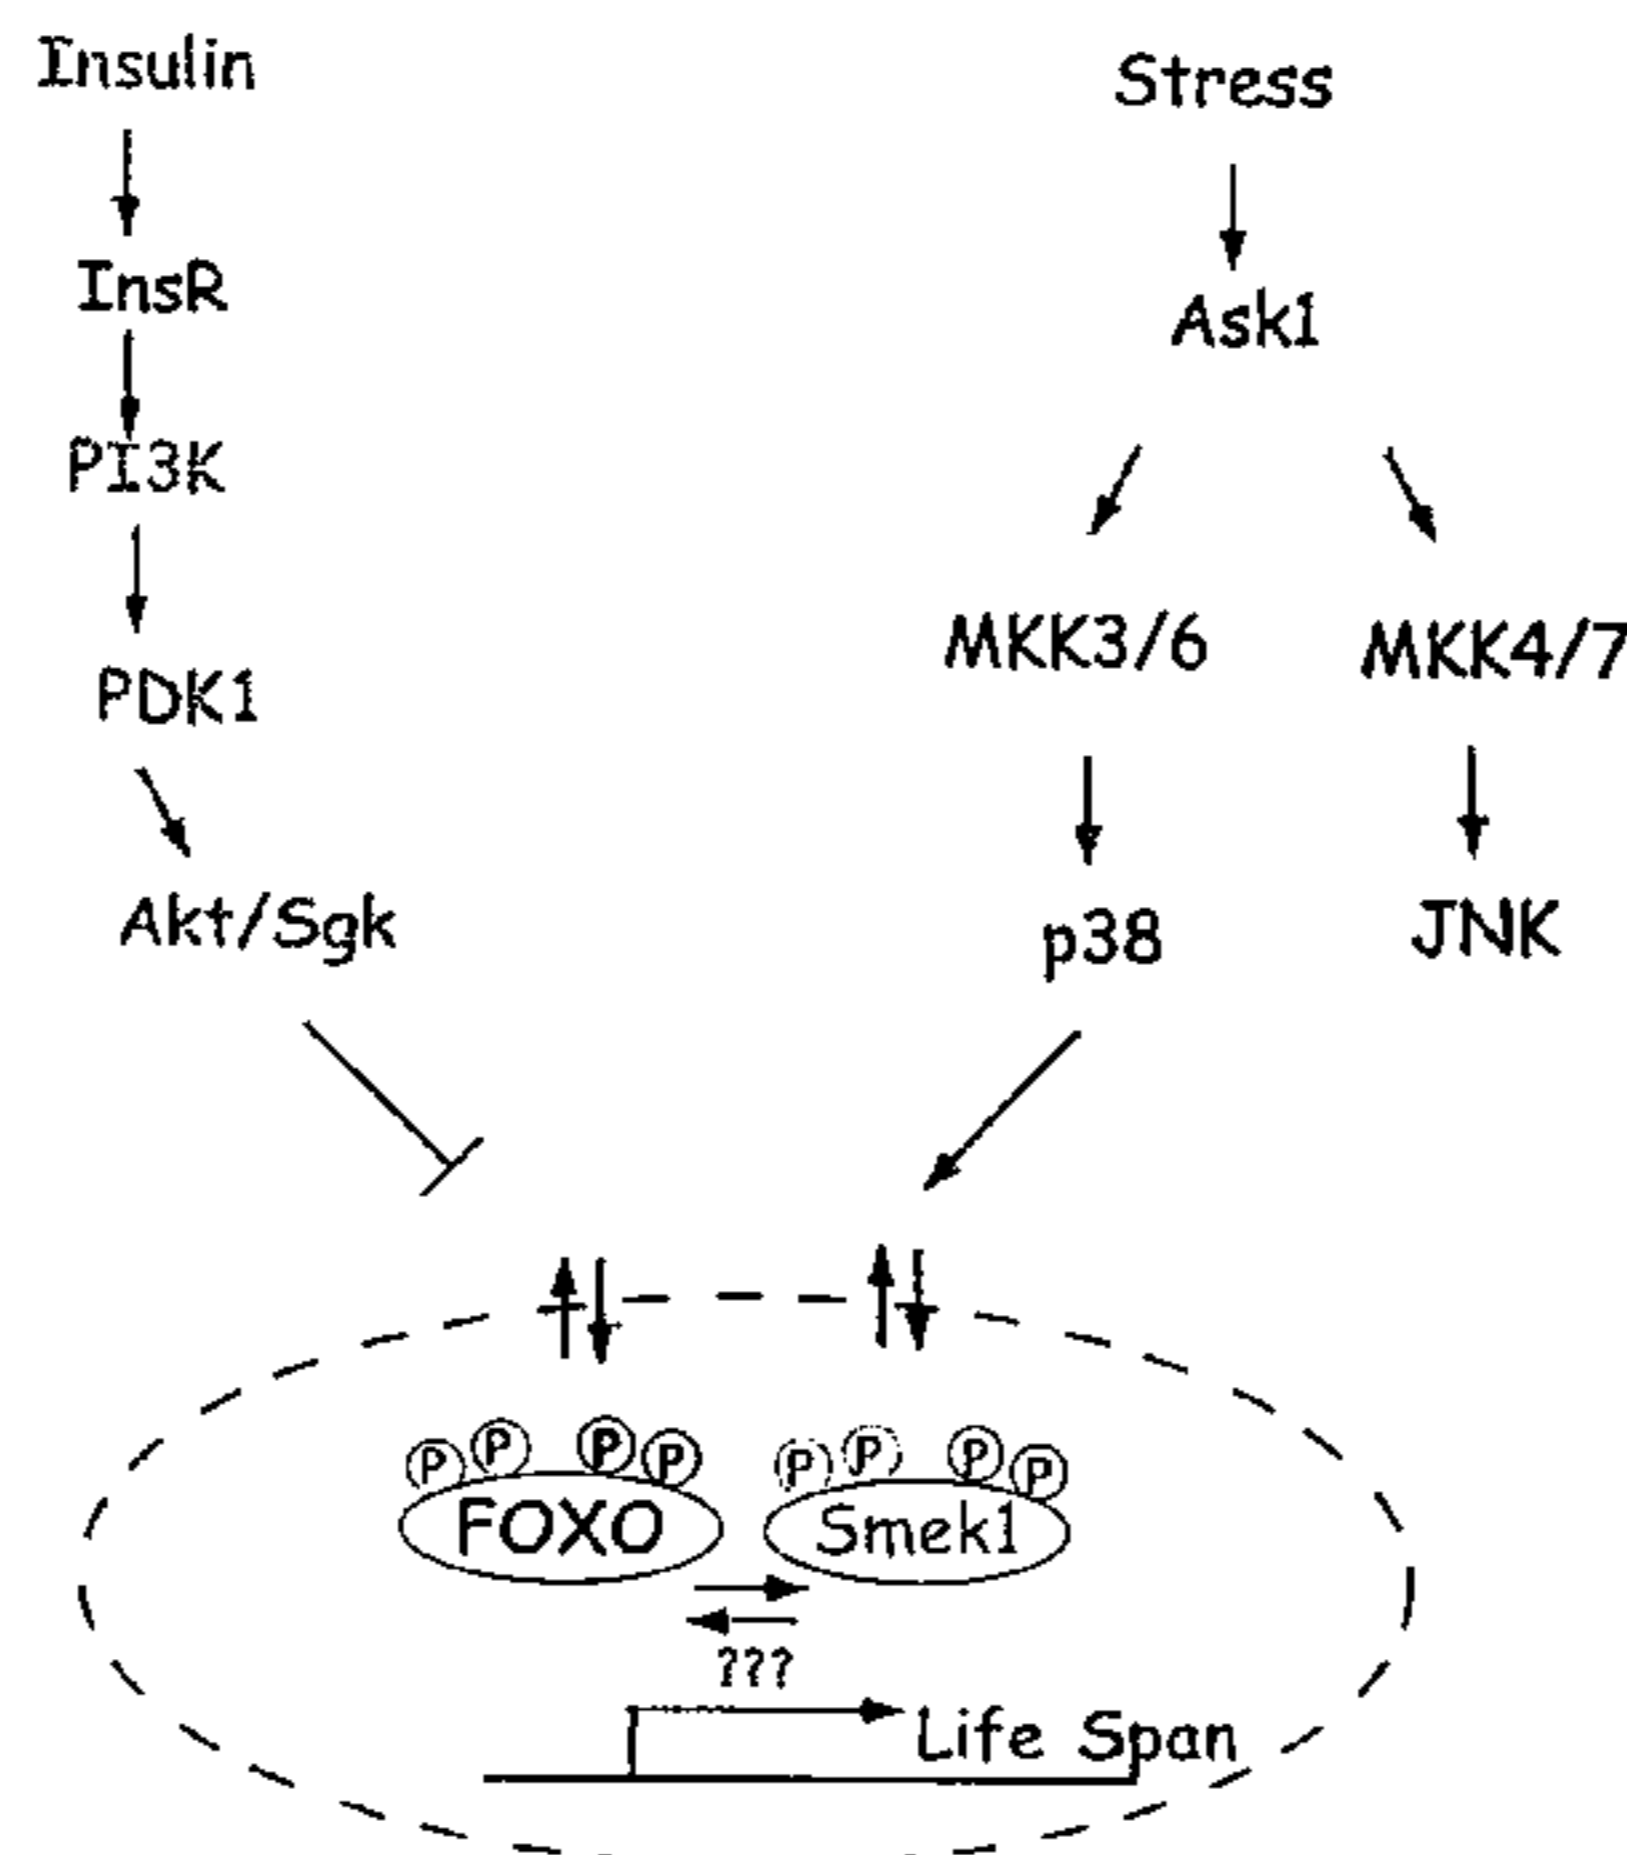 Insulin
Stress
InsR
Ask1
PI3K
MKK3/6
MKK4/7
PDK1
Akt/Sgk
p38
JNK
P P P P
P P P P
FOXO
Smek1
???
Life Span